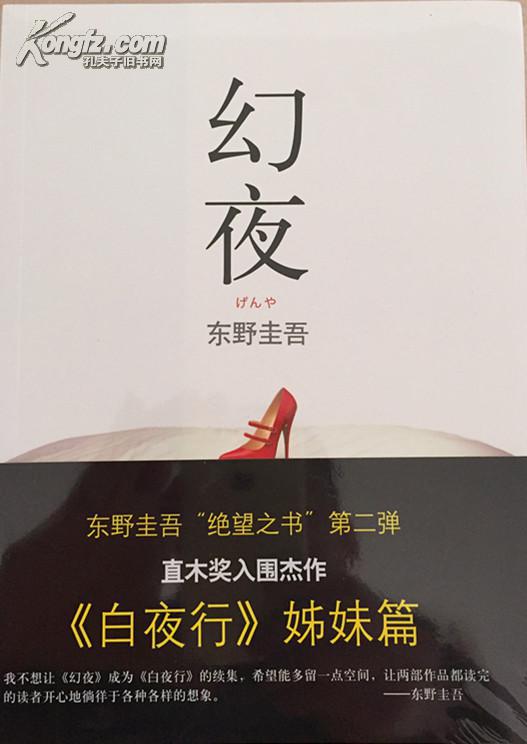 Kongfz.com
孔夫子旧书网
幻
夜
げんや
东野圭吾
东野圭吾“绝望之书”第二弹
直木奖入围杰作
《白夜行》姊妹篇
我不想让《幻夜》成为《白夜行》的续集，希望能多留一点空间，让两部作品都读完
的读者开心地徜徉于各种各样的想象。 ——东野圭吾